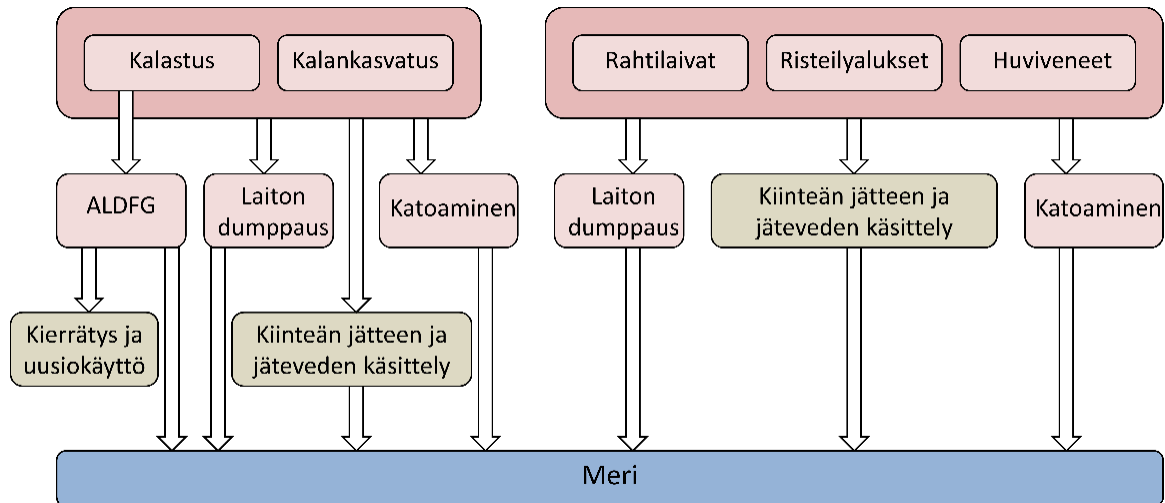 Kalastus
Kalankasvatus
Rahtilaivat
Risteilyalukset
Huviveneet
ALDFG
Laiton
dumppaus
Katoaminen
Laiton
dumppaus
Kiinteän jätteen ja
jäteveden käsittely
Katoaminen
Kierrätys ja
uusiokäyttö
Kiinteän jätteen ja
jäteveden käsittely
Meri